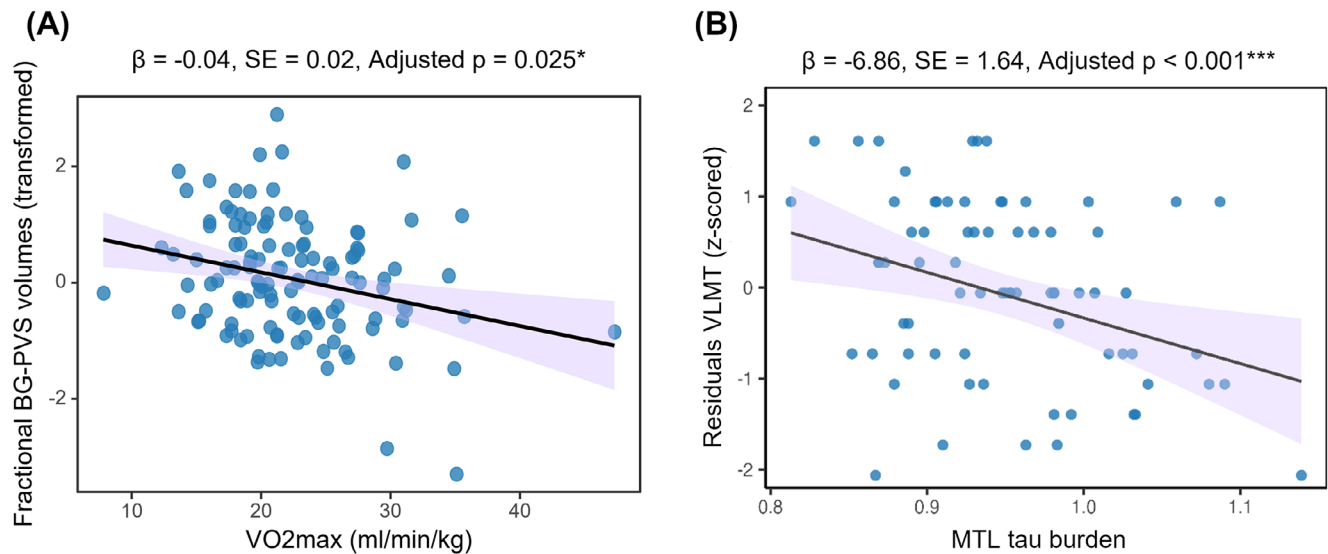 (A)
β = -0.04, SE = 0.02, Adjusted p = 0.025*
Fractional BG-PVS volumes (transformed)
2
0
-2
10 20 30 40
VO2max (ml/min/kg)
(B)
β = -6.86, SE = 1.64, Adjusted p < 0.001***
Residuals VLMT (z-scored)
2
1
0
-1
-2
0.8 0.9 1.0 1.1
MTL tau burden